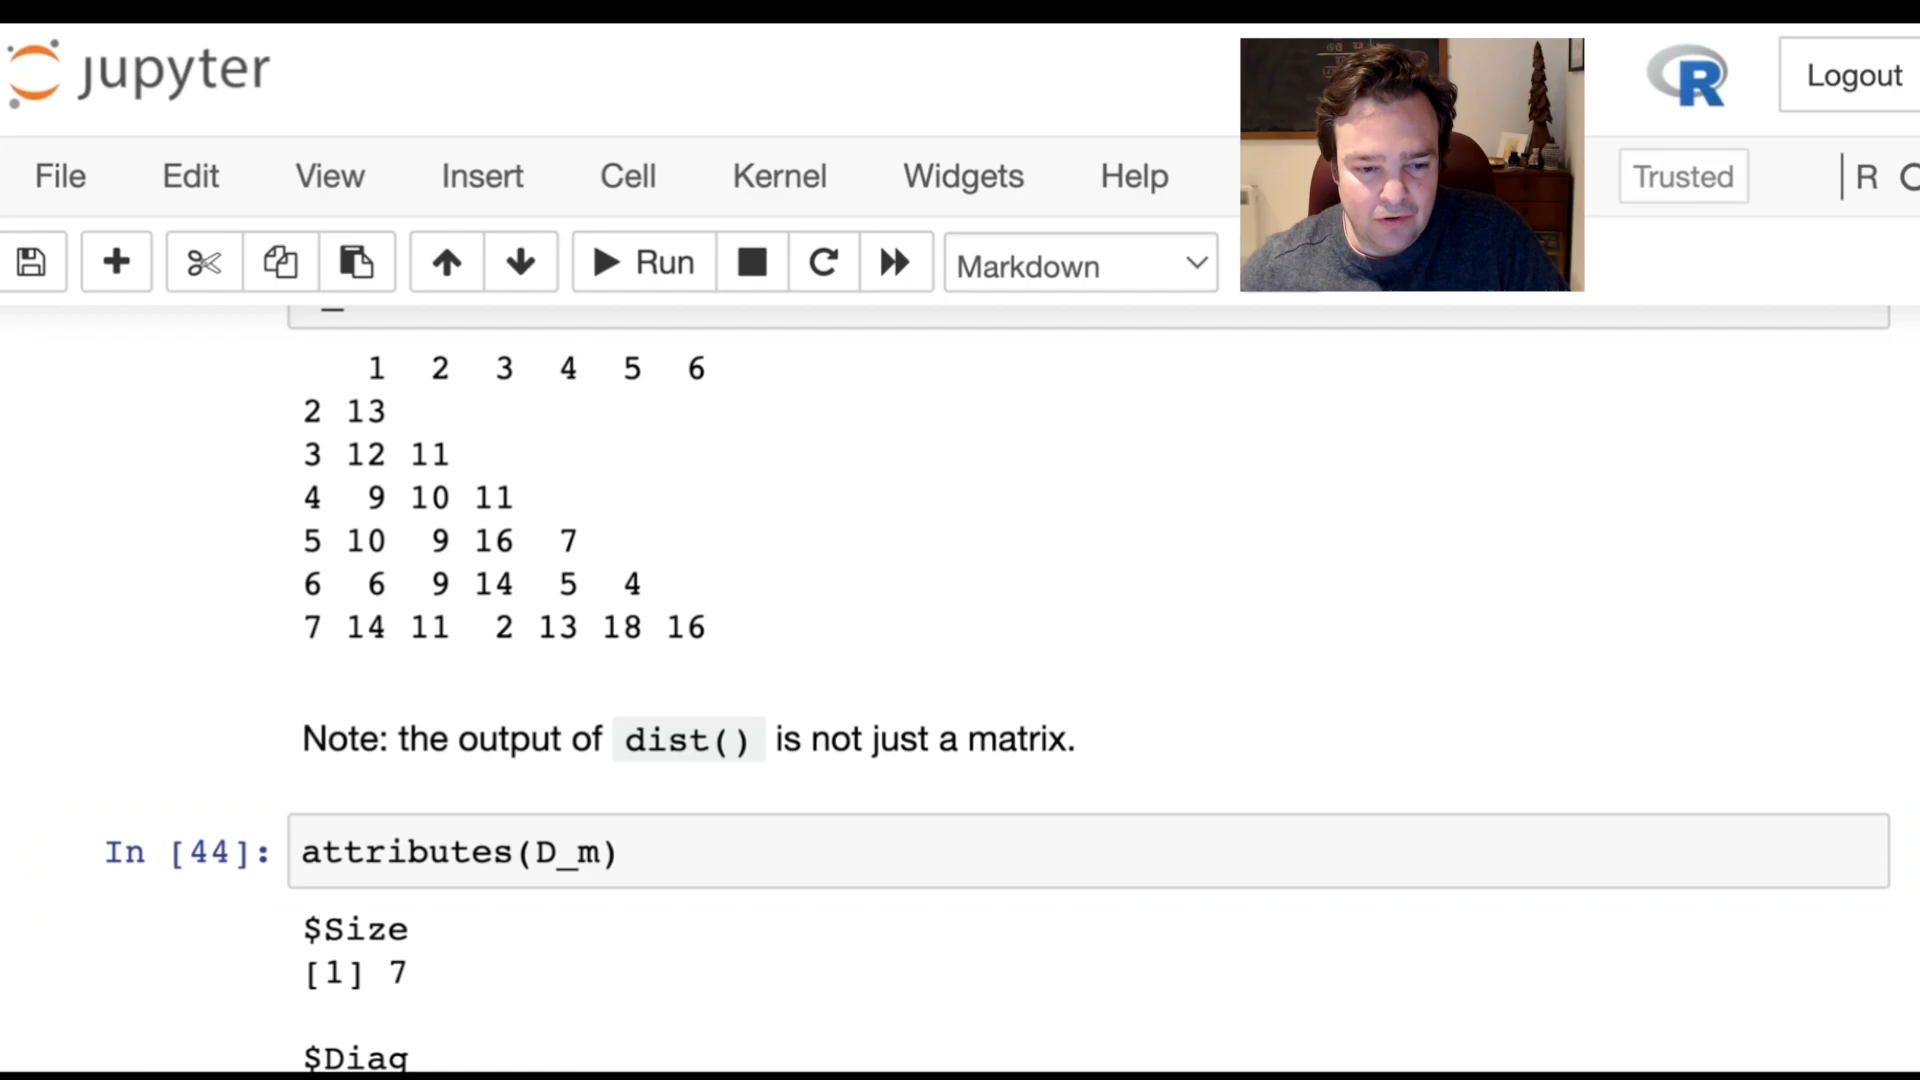 jupyter
Logout
File Edit View Insert Cell Kernel Widgets Help Trusted R
Run Markdown
1 2 3 4 5 6
2 13
3 12 11
4 9 10 11
5 10 9 16 7
6 6 9 14 5 4
7 14 11 2 13 18 16
Note: the output of dist() is not just a matrix.
In [44]: attributes(D_m)
$Size
[1] 7
$Diag